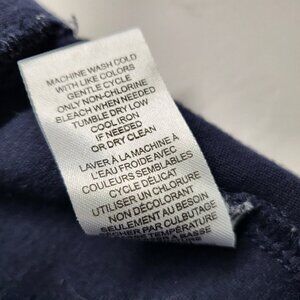 MACHINE WASH COLD
WITH LIKE COLORS
GENTLE CYCLE
ONLY NON-CHLORINE
BLEACH WHEN NEEDED
TUMBLE DRY LOW
COOL IRON
IF NEEDED
OR DRY CLEAN
LAVER À LA MACHINE À
L'EAU FROIDE AVEC
COULEURS SEMBLABLES
CYCLE DÉLICAT
UTILISER UN CHLORURE
NON DÉCOLORANT
SEULEMENT AU BESOIN
SÉCHER PAR CULBUTAGE
À BASSE